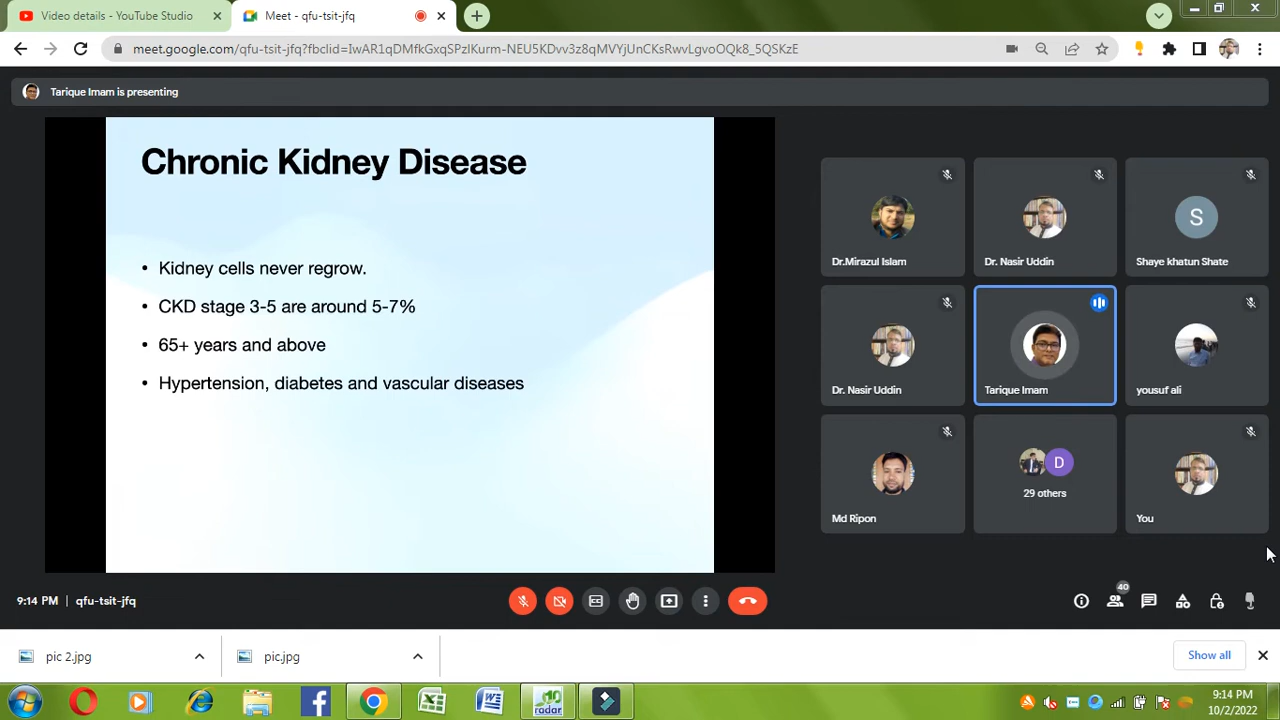 Video details - YouTube Studio
Meet - qfu-tsit-jfq
meet.google.com/qfu-tsit-jfq?fbclid=IwAR1qDMfkGxqSPzlKurm-NEU5KDvv3z8qMVYjUnCKsRwvLgvoOQk8_5QSKzE
Tarique Imam is presenting
Chronic Kidney Disease
• Kidney cells never regrow.
• CKD stage 3-5 are around 5-7%
• 65+ years and above
• Hypertension, diabetes and vascular diseases
Dr.Mirazul Islam
Dr. Nasir Uddin
S
Shaye khatun Shate
Dr. Nasir Uddin
Tarique Imam
yousuf ali
Md Ripon
D
29 others
You
9:14 PM | qfu-tsit-jfq
40
pic 2.jpg
pic.jpg
Show all
10
radar
9:14 PM
10/2/2022